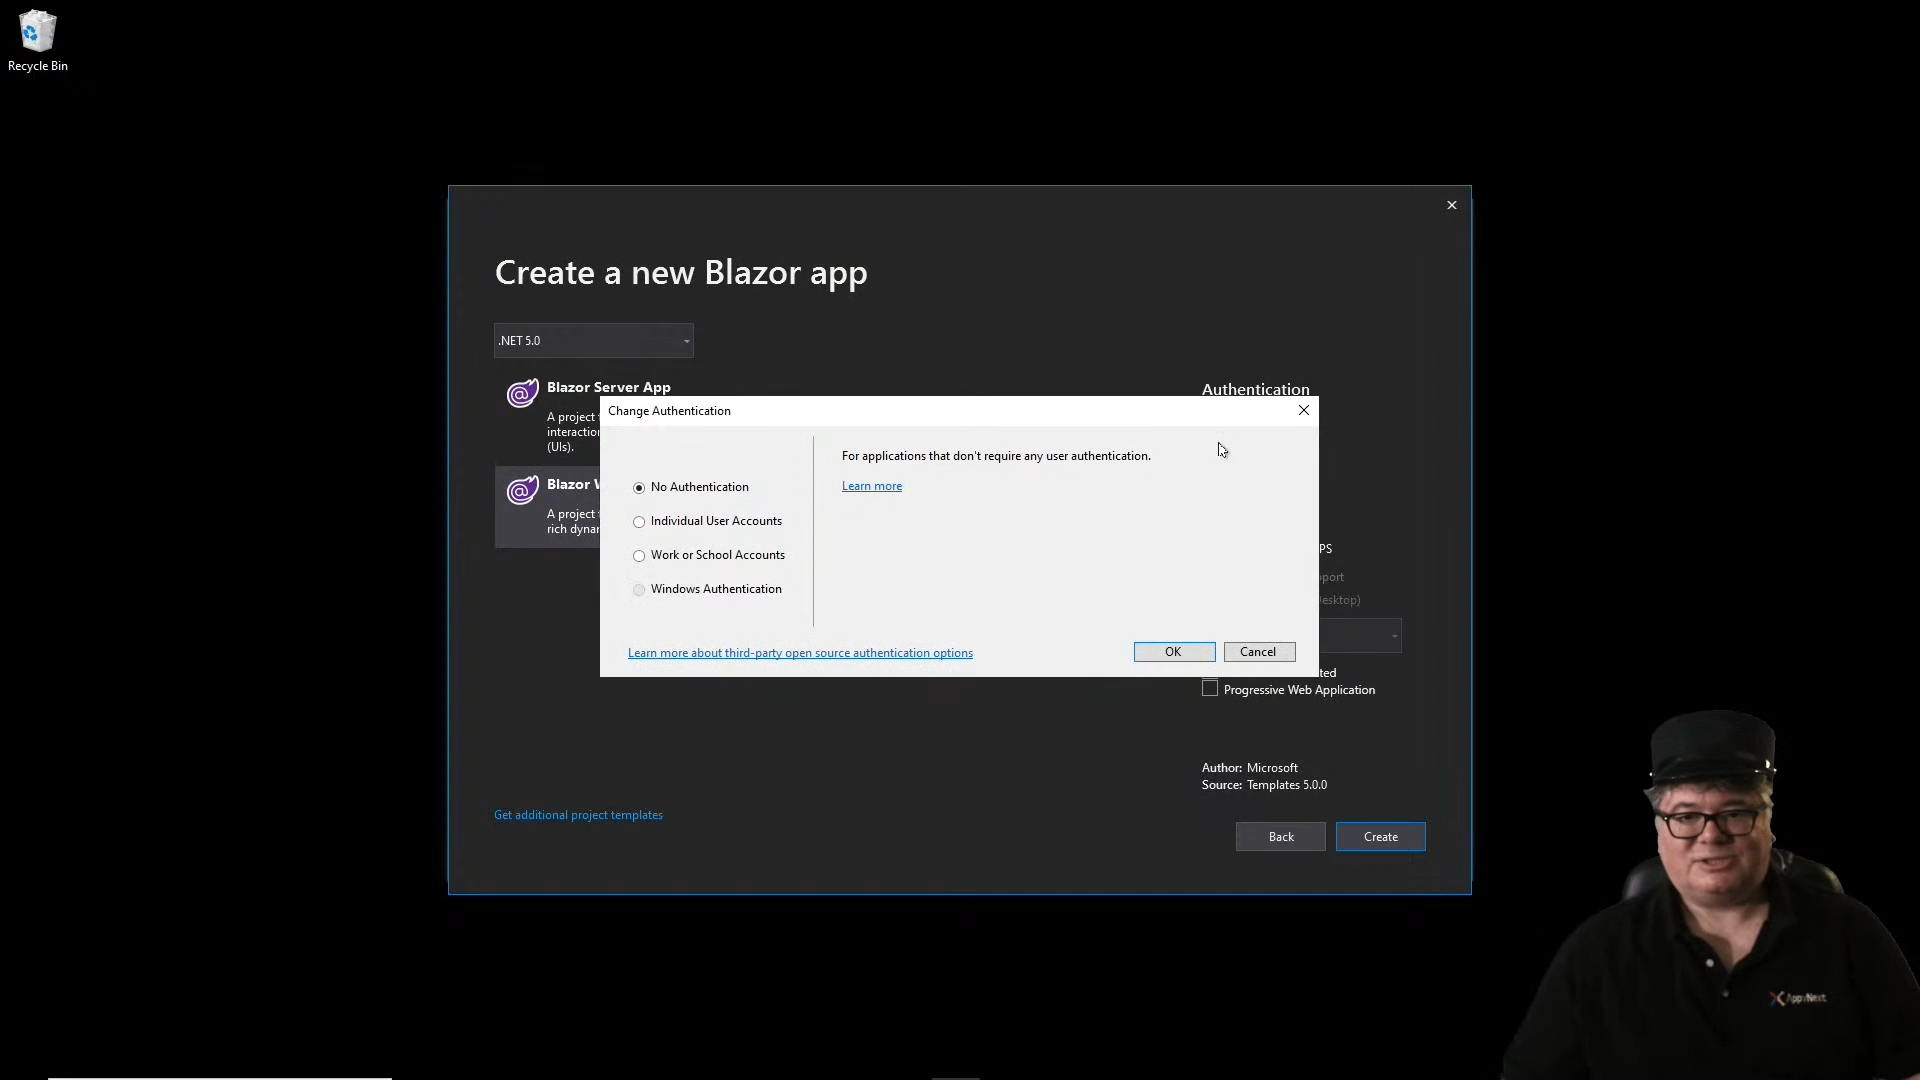 Recycle Bin
Create a new Blazor app
.NET 5.0
Blazor Server App
A project
interaction
(UIs).
Blazor
A project
rich dynar
Authentication
Change Authentication
No Authentication
Individual User Accounts
Work or School Accounts
Windows Authentication
For applications that don't require any user authentication.
Learn more
Learn more about third-party open source authentication options
OK
Cancel
PS
port
esktop)
ted
Progressive Web Application
Author: Microsoft
Source: Templates 5.0.0
Get additional project templates
Back
Create
AppvNext